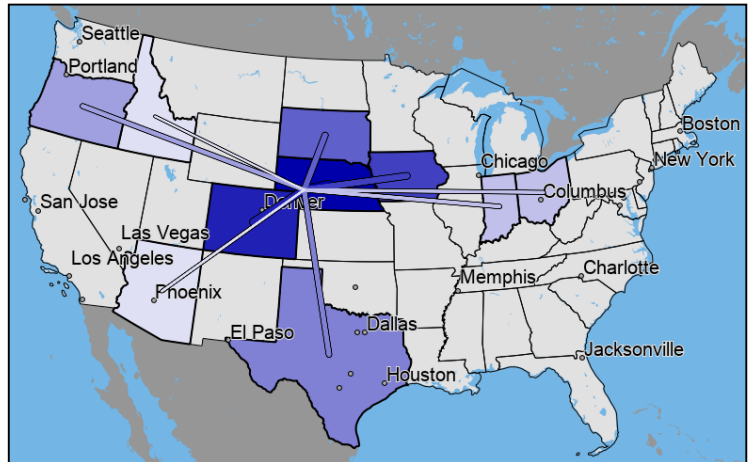 Seattle
Portland
Boston
New York
Chicago
Columbus
Denver
San Jose
Las Vegas
Los Angeles
Memphis
Charlotte
Phoenix
El Paso
Dallas
Jacksonville
Houston